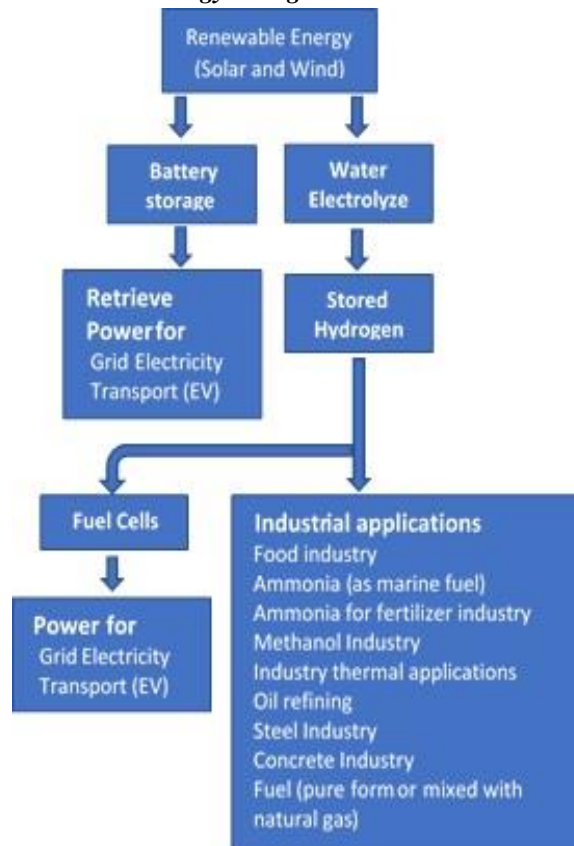 Renewable Energy
(Solar and Wind)
Battery
storage
Water
Electrolyze
Retrieve
Power for
Grid Electricity
Transport (EV)
Stored
Hydrogen
Fuel Cells
Power for
Grid Electricity
Transport (EV)
Industrial applications
Food industry
Ammonia (as marine fuel)
Ammonia for fertilizer industry
Methanol Industry
Industry thermal applications
Oil refining
Steel Industry
Concrete Industry
Fuel (pure form or mixed with
natural gas)